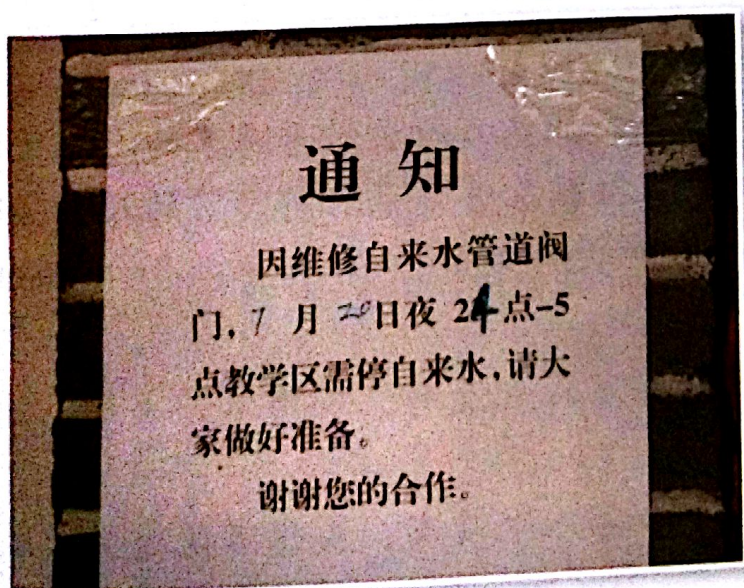 通知
因维修自来水管道阀
门，7月20日夜24点-5
点教学区需停自来水，请大
家做好准备。
谢谢您的合作。